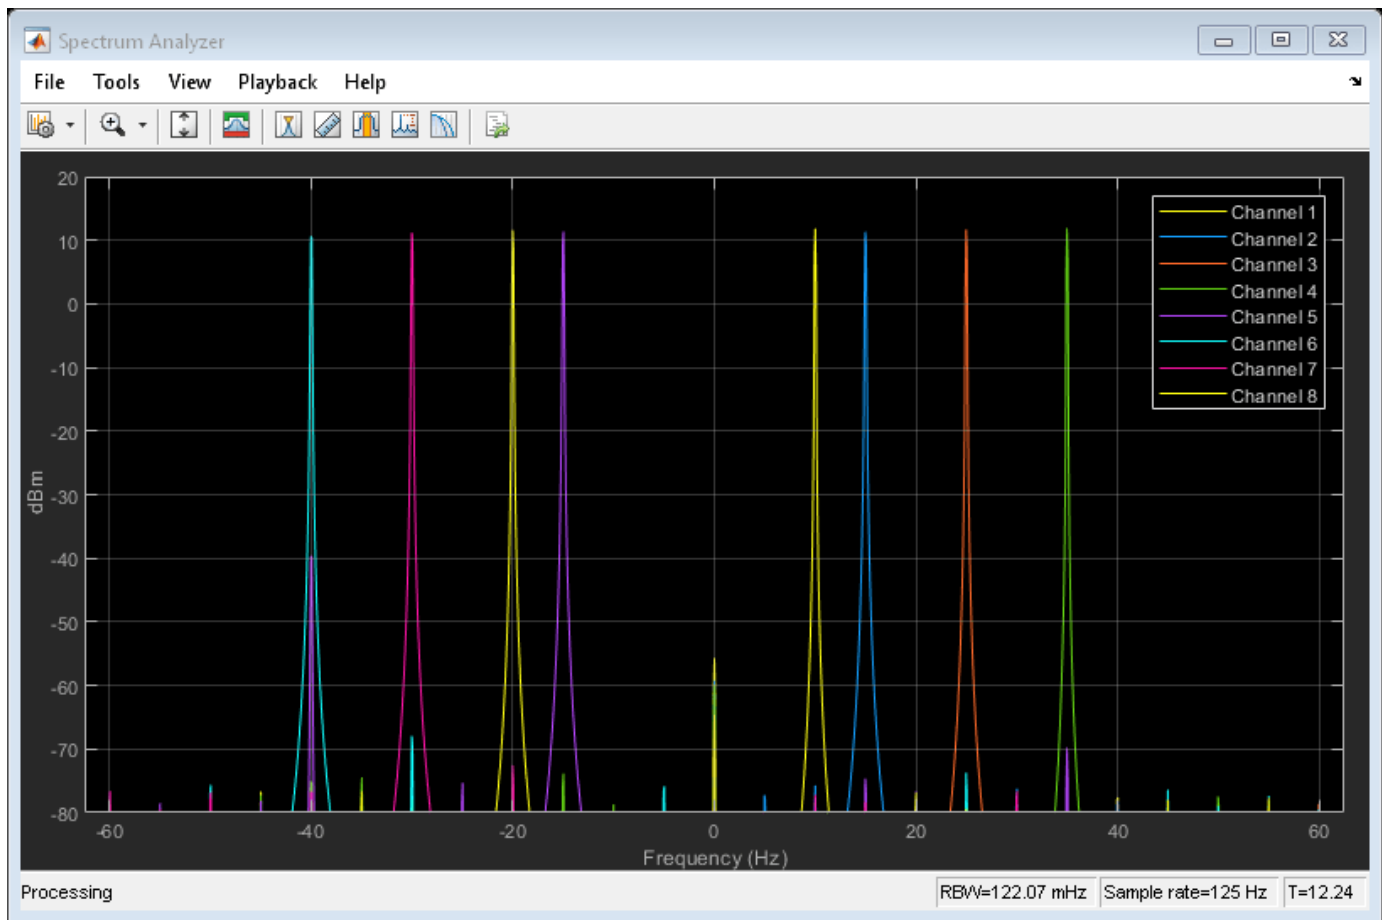 Spectrum Analyzer
File Tools View Playback Help
20
10
0
-10
-20
-30
-40
-50
-60
-70
-80
dBm
Channel 1
Channel 2
Channel 3
Channel 4
Channel 5
Channel 6
Channel 7
Channel 8
-60 -40 -20 0 20 40 60
Frequency (Hz)
Processing RBW=122.07 mHz Sample rate=125 Hz T=12.24